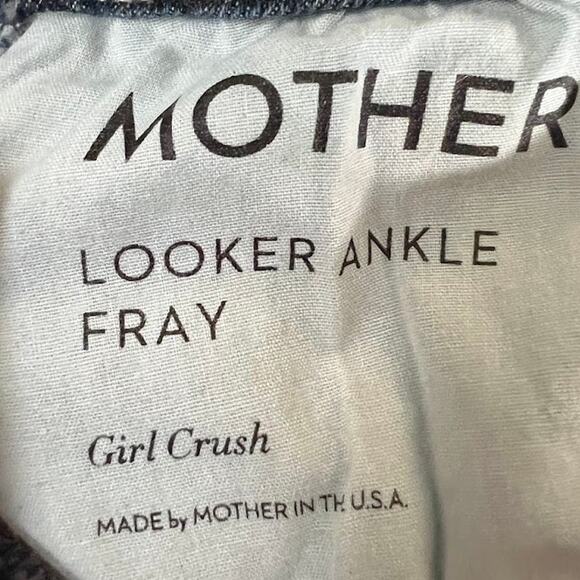 MOTHER
LOOKER ANKLE
FRAY
Girl Crush
MADE by MOTHER IN TH U.S.A.